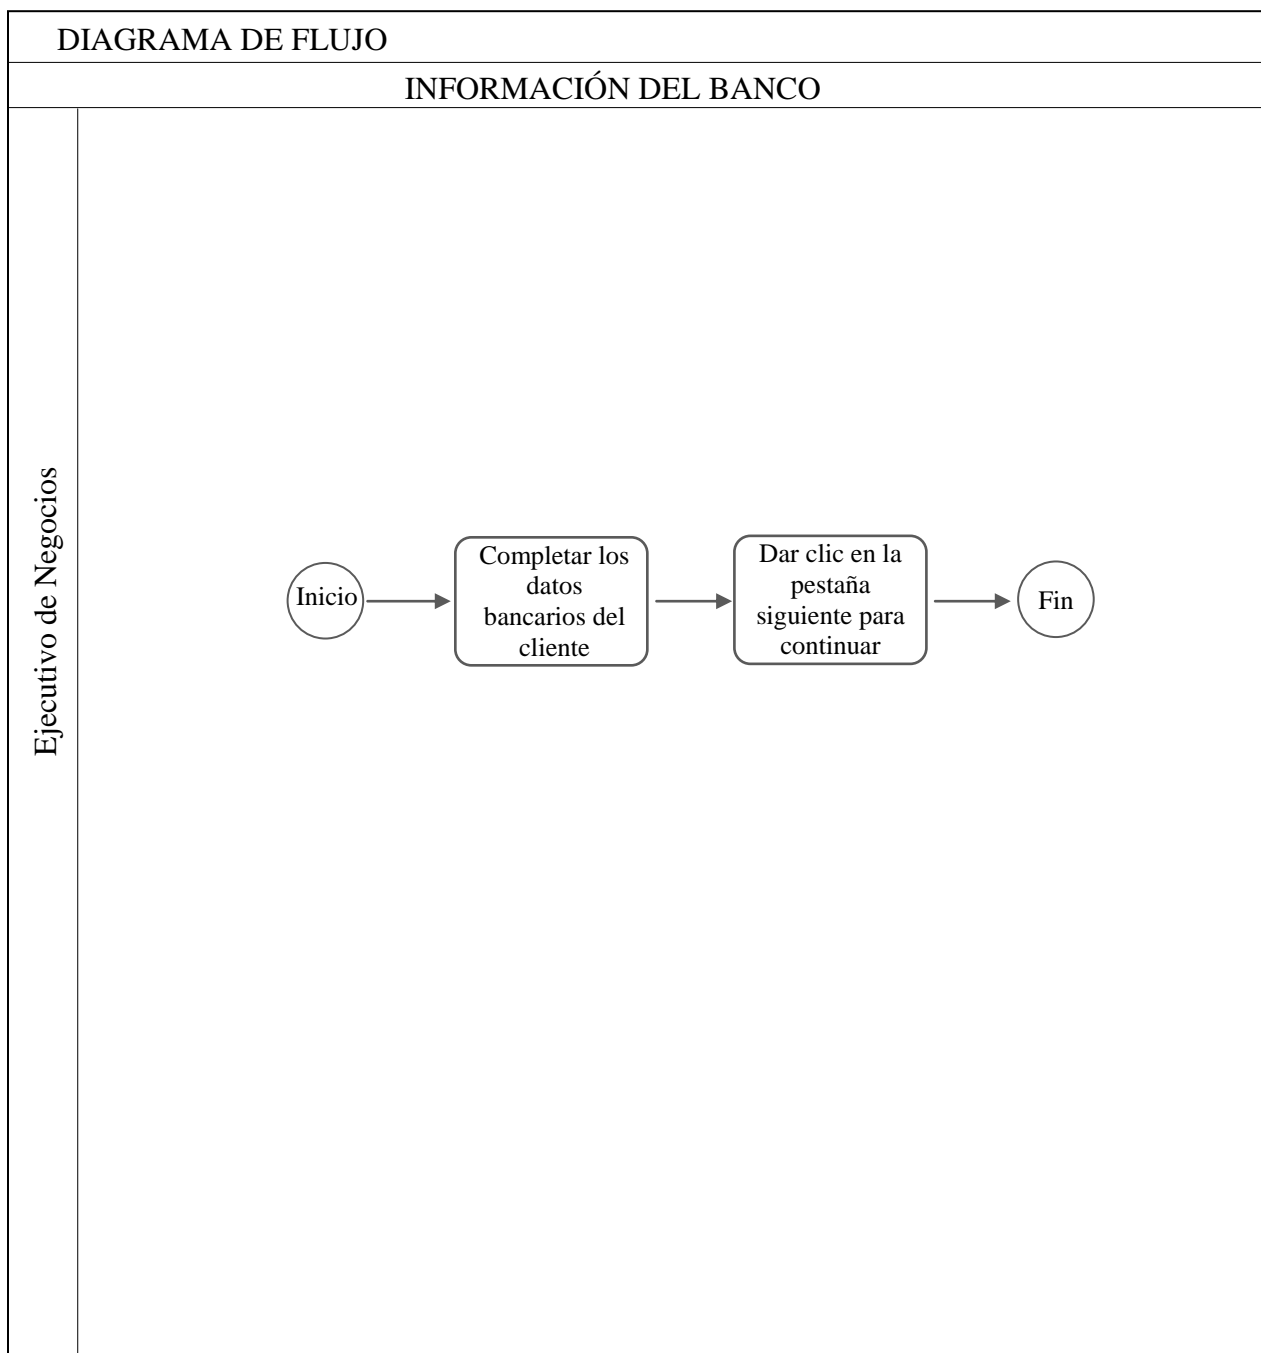 DIAGRAMA DE FLUJO
INFORMACIÓN DEL BANCO
Ejecutivo de Negocios
Inicio
Completar los
datos
bancarios del
cliente
Dar clic en la
pestaña
siguiente para
continuar
Fin